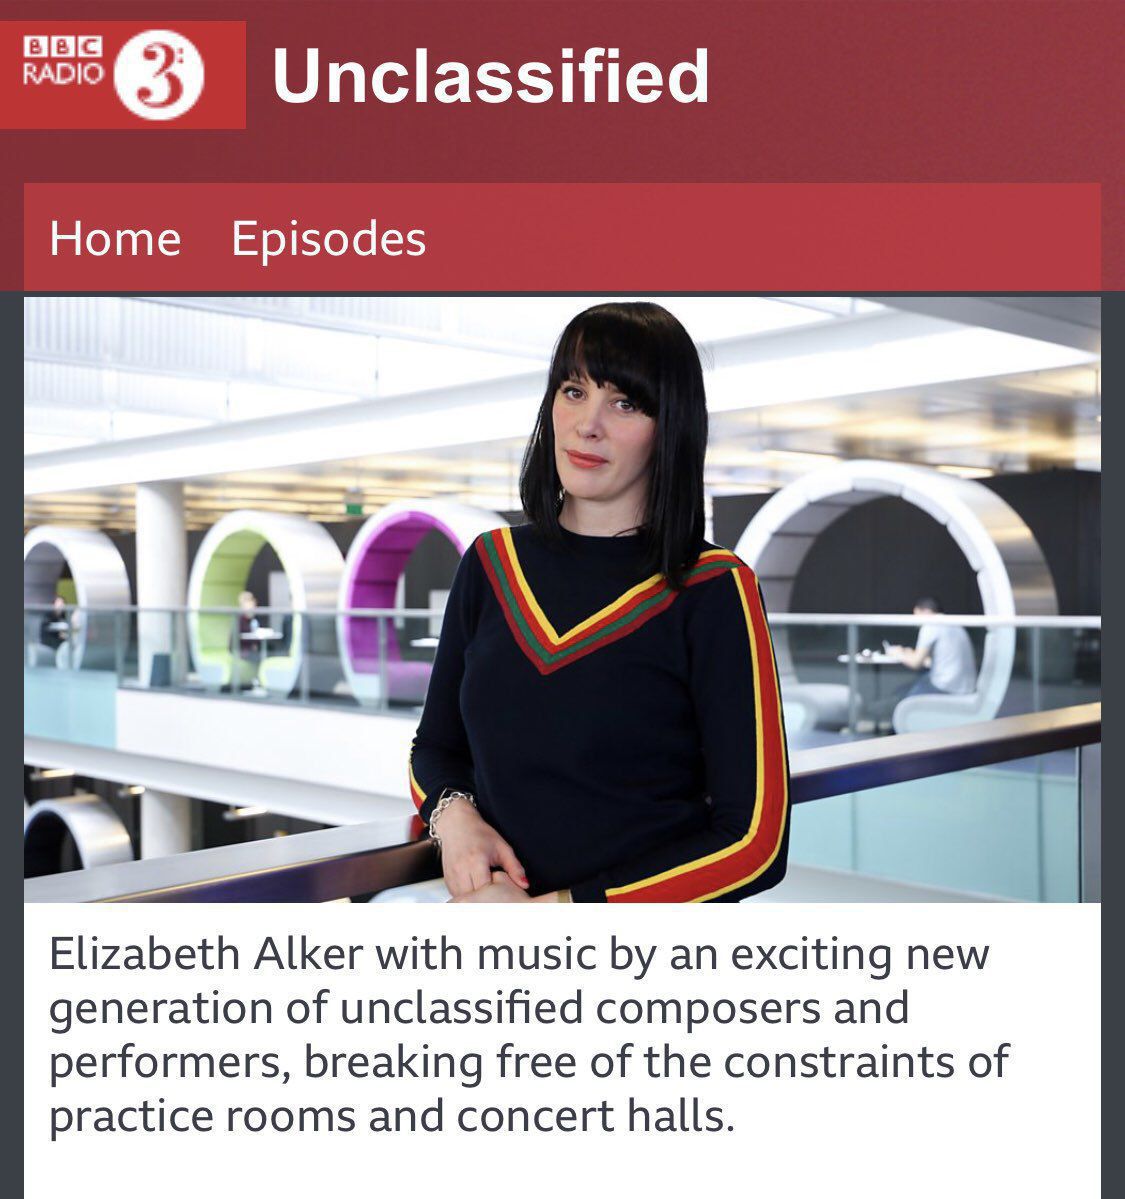 BBC
RADIO 3
Unclassified
Home Episodes
Elizabeth Alker with music by an exciting new
generation of unclassified composers and
performers, breaking free of the constraints of
practice rooms and concert halls.